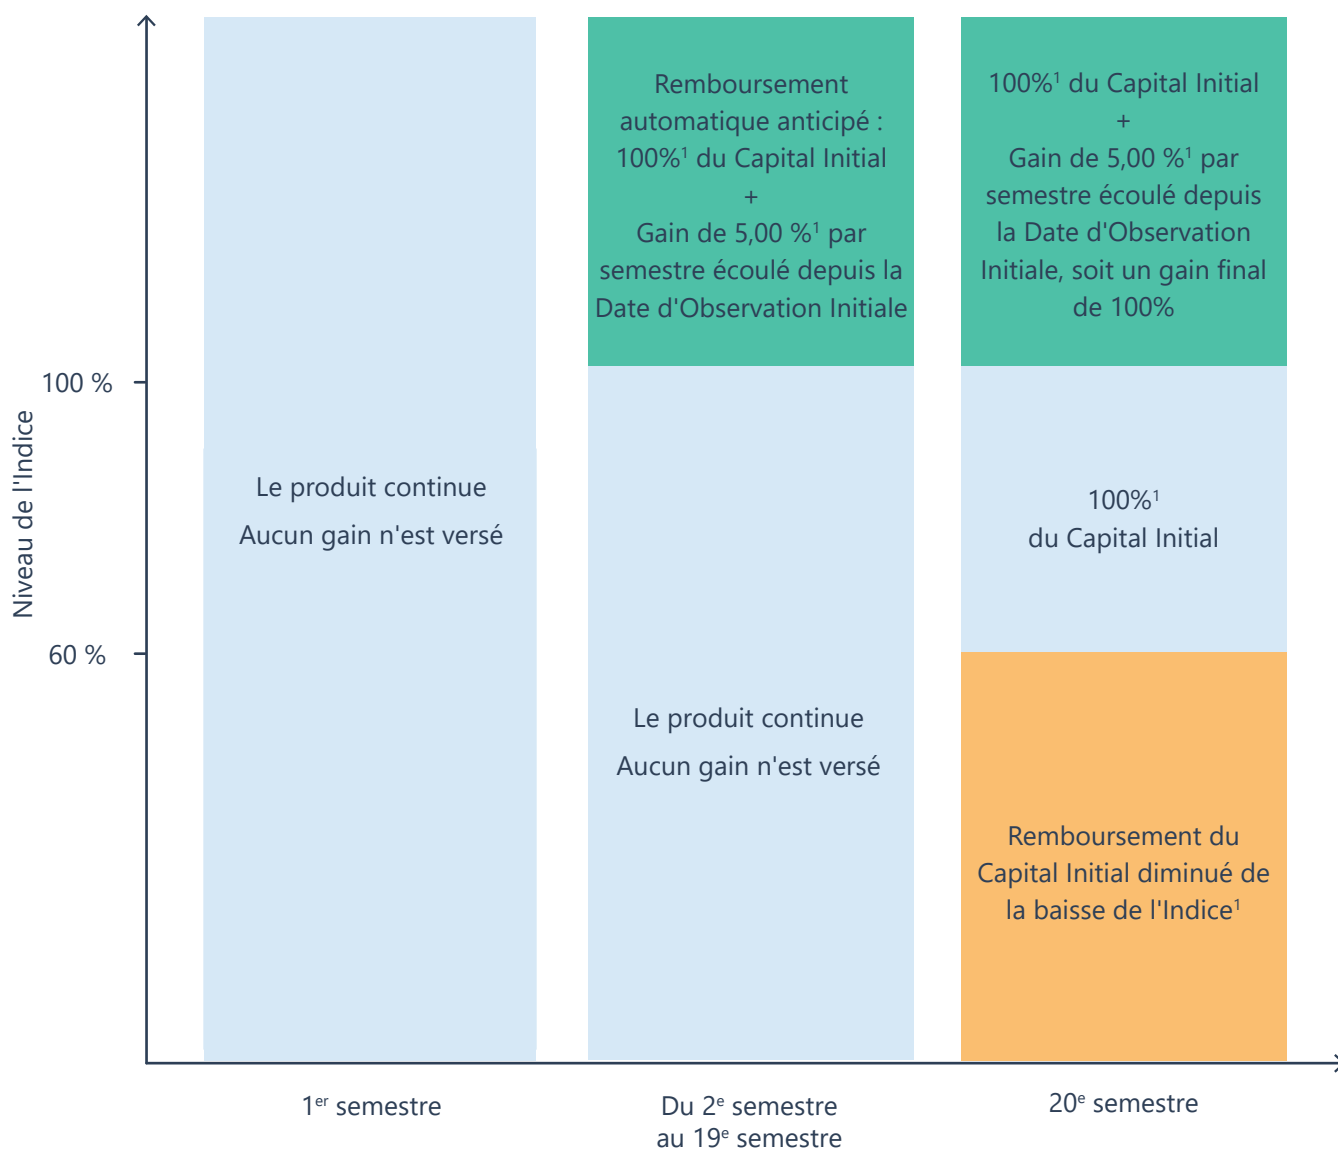 Niveau de l'Indice
100 %
60 %
Le produit continue
Aucun gain n'est versé
1er semestre
Remboursement
automatique anticipé :
100%¹ du Capital Initial
+
Gain de 5,00 %¹ par
semestre écoulé depuis la
Date d'Observation Initiale
Le produit continue
Aucun gain n'est versé
Du 2e semestre
au 19e semestre
100%¹ du Capital Initial
+
Gain de 5,00 %¹ par
semestre écoulé depuis
la Date d'Observation
Initiale, soit un gain final
de 100%
100%¹
du Capital Initial
Remboursement du
Capital Initial diminué de
la baisse de l'Indice¹
20e semestre